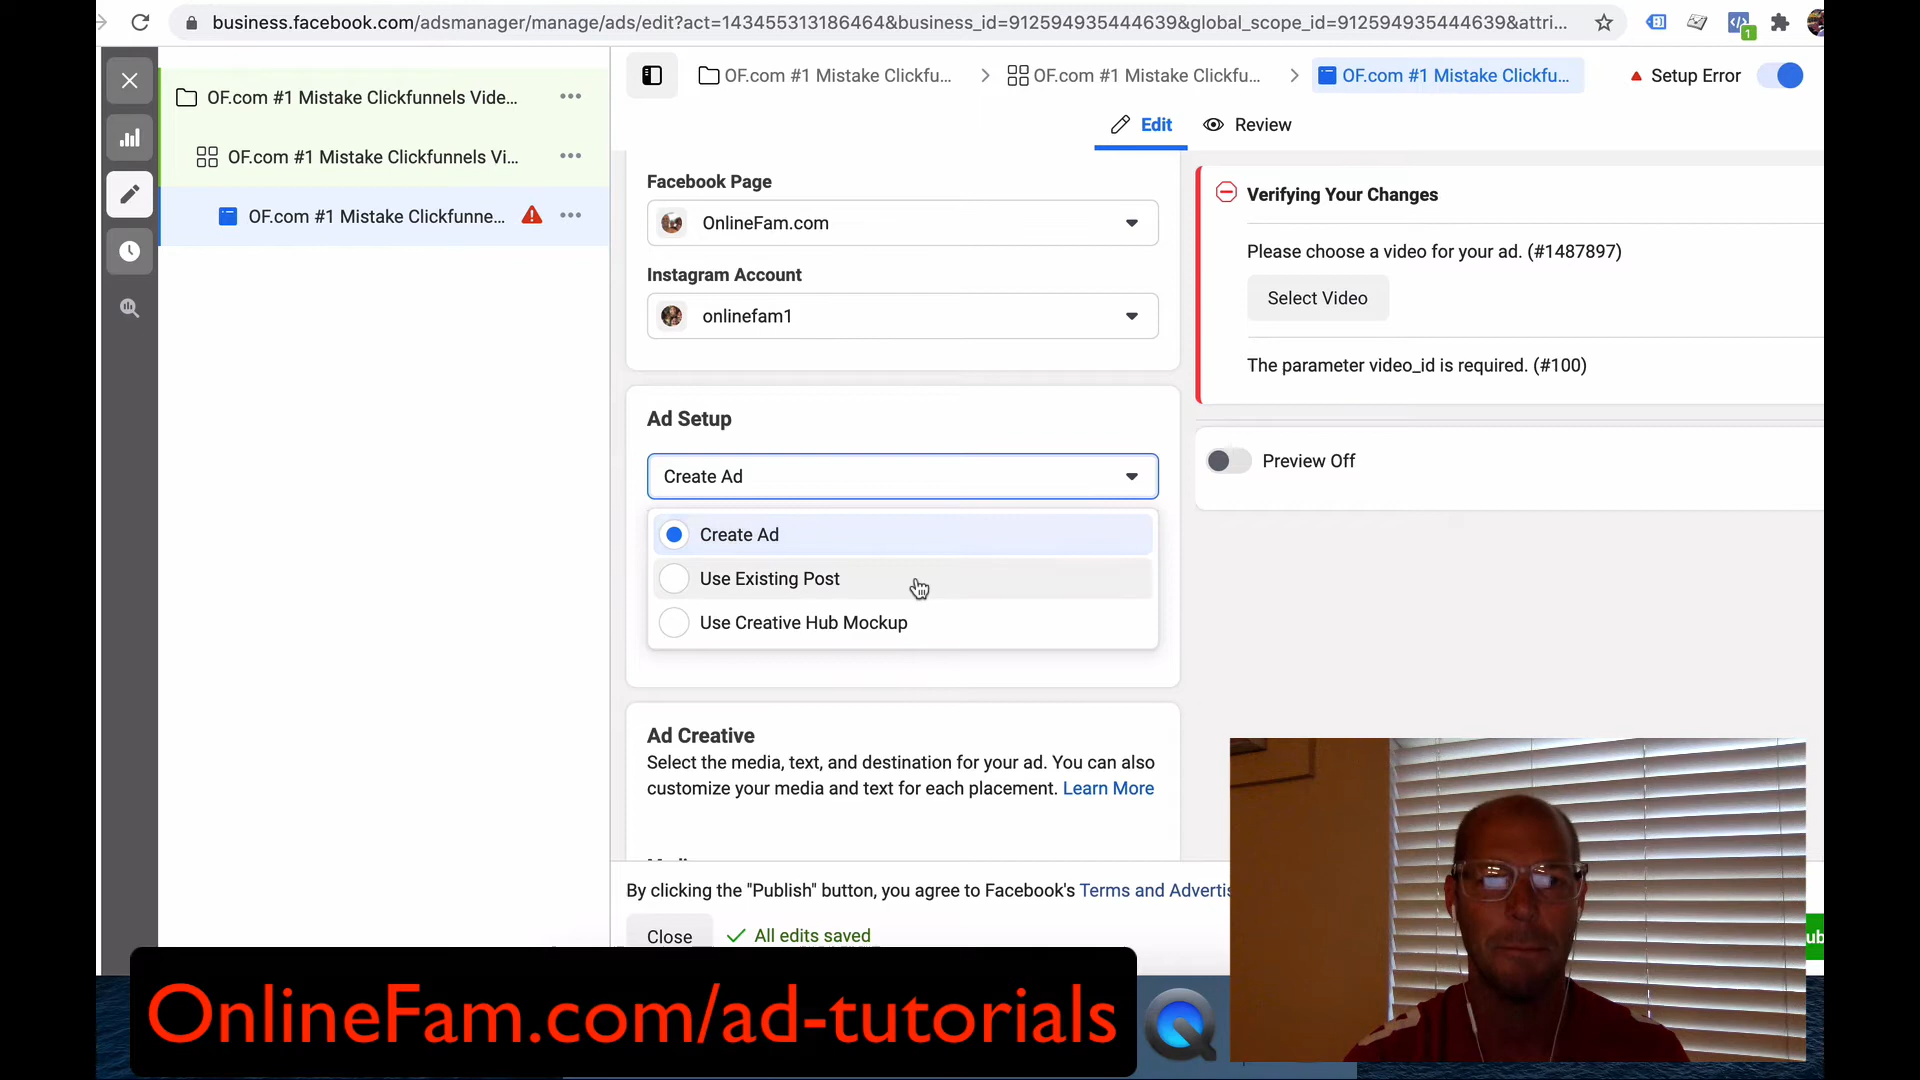 business.facebook.com/adsmanager/manage/ads/edit?act=143455313186464&business_id=912594935444639&global_scope_id=912594935444639&attri...
1
OF.com #1 Mistake Clickfunnels Vide...
OF.com #1 Mistake Clickfunnels Vi...
OF.com #1 Mistake Clickfunne...
OF.com #1 Mistake Clickfu...
OF.com #1 Mistake Clickfu...
OF.com #1 Mistake Clickfu...
Setup Error
Edit
Review
Facebook Page
OnlineFam.com
Instagram Account
onlinefam1
Ad Setup
Create Ad
Create Ad
Use Existing Post
Use Creative Hub Mockup
Ad Creative
Select the media, text, and destination for your ad. You can also
customize your media and text for each placement. Learn More
Verifying Your Changes
Please choose a video for your ad. (#1487897)
Select Video
The parameter video_id is required. (#100)
Preview Off
By clicking the "Publish" button, you agree to Facebook's Terms and Advertis
Close
All edits saved
ub
OnlineFam.com/ad-tutorials